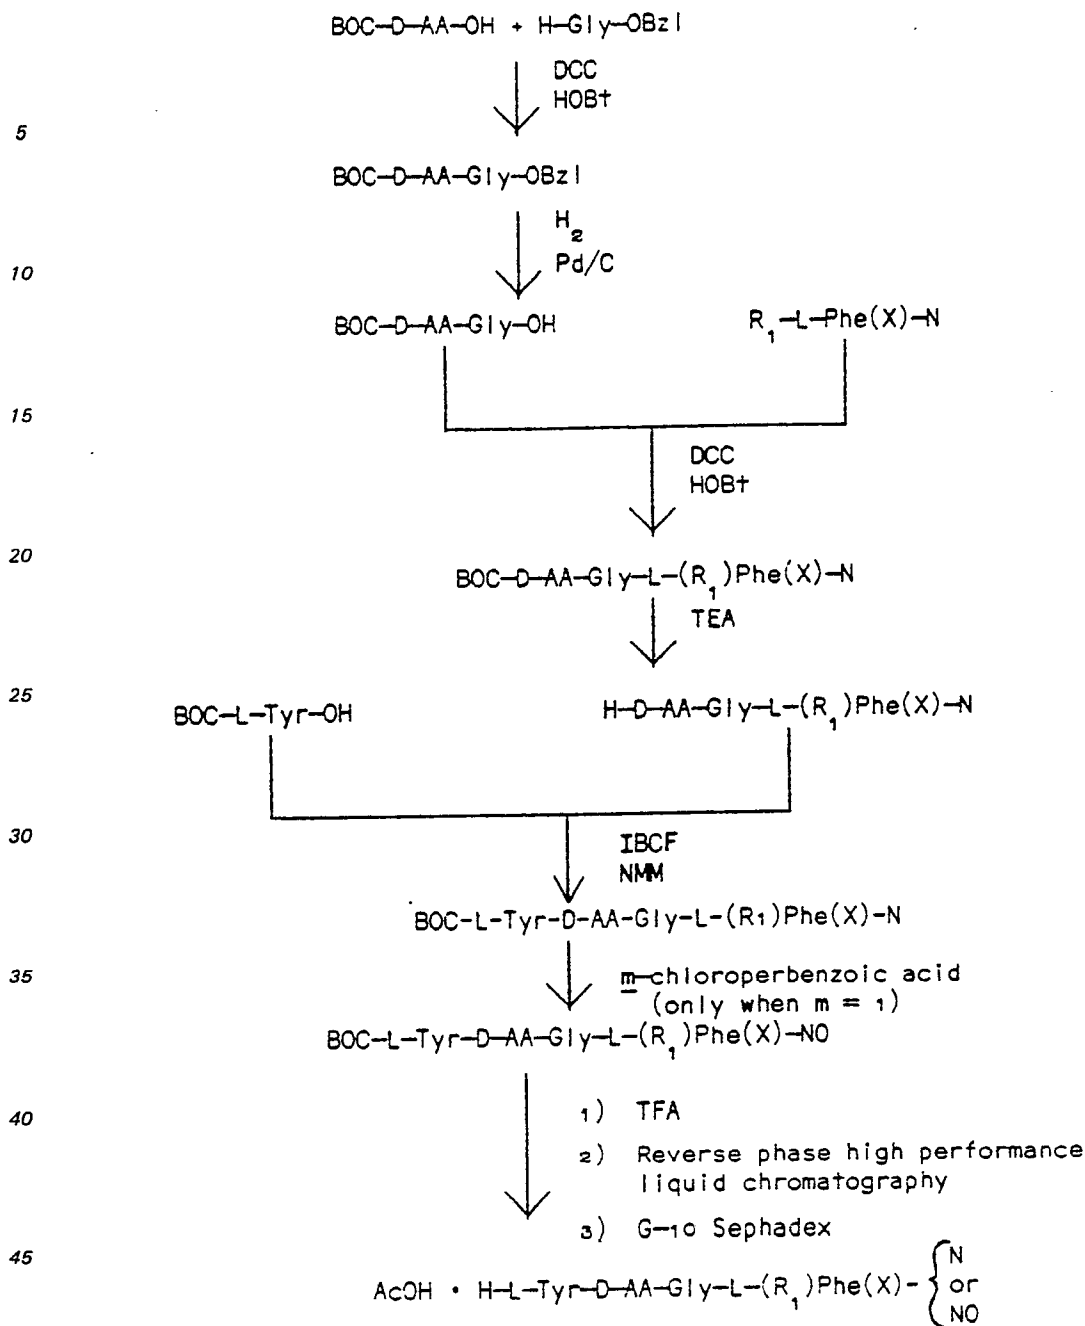 BOC-D-AA-OH + H-Gly-OBzl
DCC
HOBt
5
BOC-D-AA-Gly-OBzl
H₂
Pd/C
10
BOC-D-AA-Gly-OH
R₁-L-Phe(X)-N
15
DCC
HOBt
20
BOC-D-AA-Gly-L-(R₁)Phe(X)-N
TEA
25
BOC-L-Tyr-OH
H-D-AA-Gly-L-(R₁)Phe(X)-N
30
IBCF
NMM
BOC-L-Tyr-D-AA-Gly-L-(R1)Phe(X)-N
35
m-chloroperbenzoic acid
(only when m = 1)
BOC-L-Tyr-D-AA-Gly-L-(R₁)Phe(X)-NO
40
1) TFA
2) Reverse phase high performance
liquid chromatography
3) G-10 Sephadex
45
AcOH • H-L-Tyr-D-AA-Gly-L-(R₁)Phe(X)-{N
or
NO